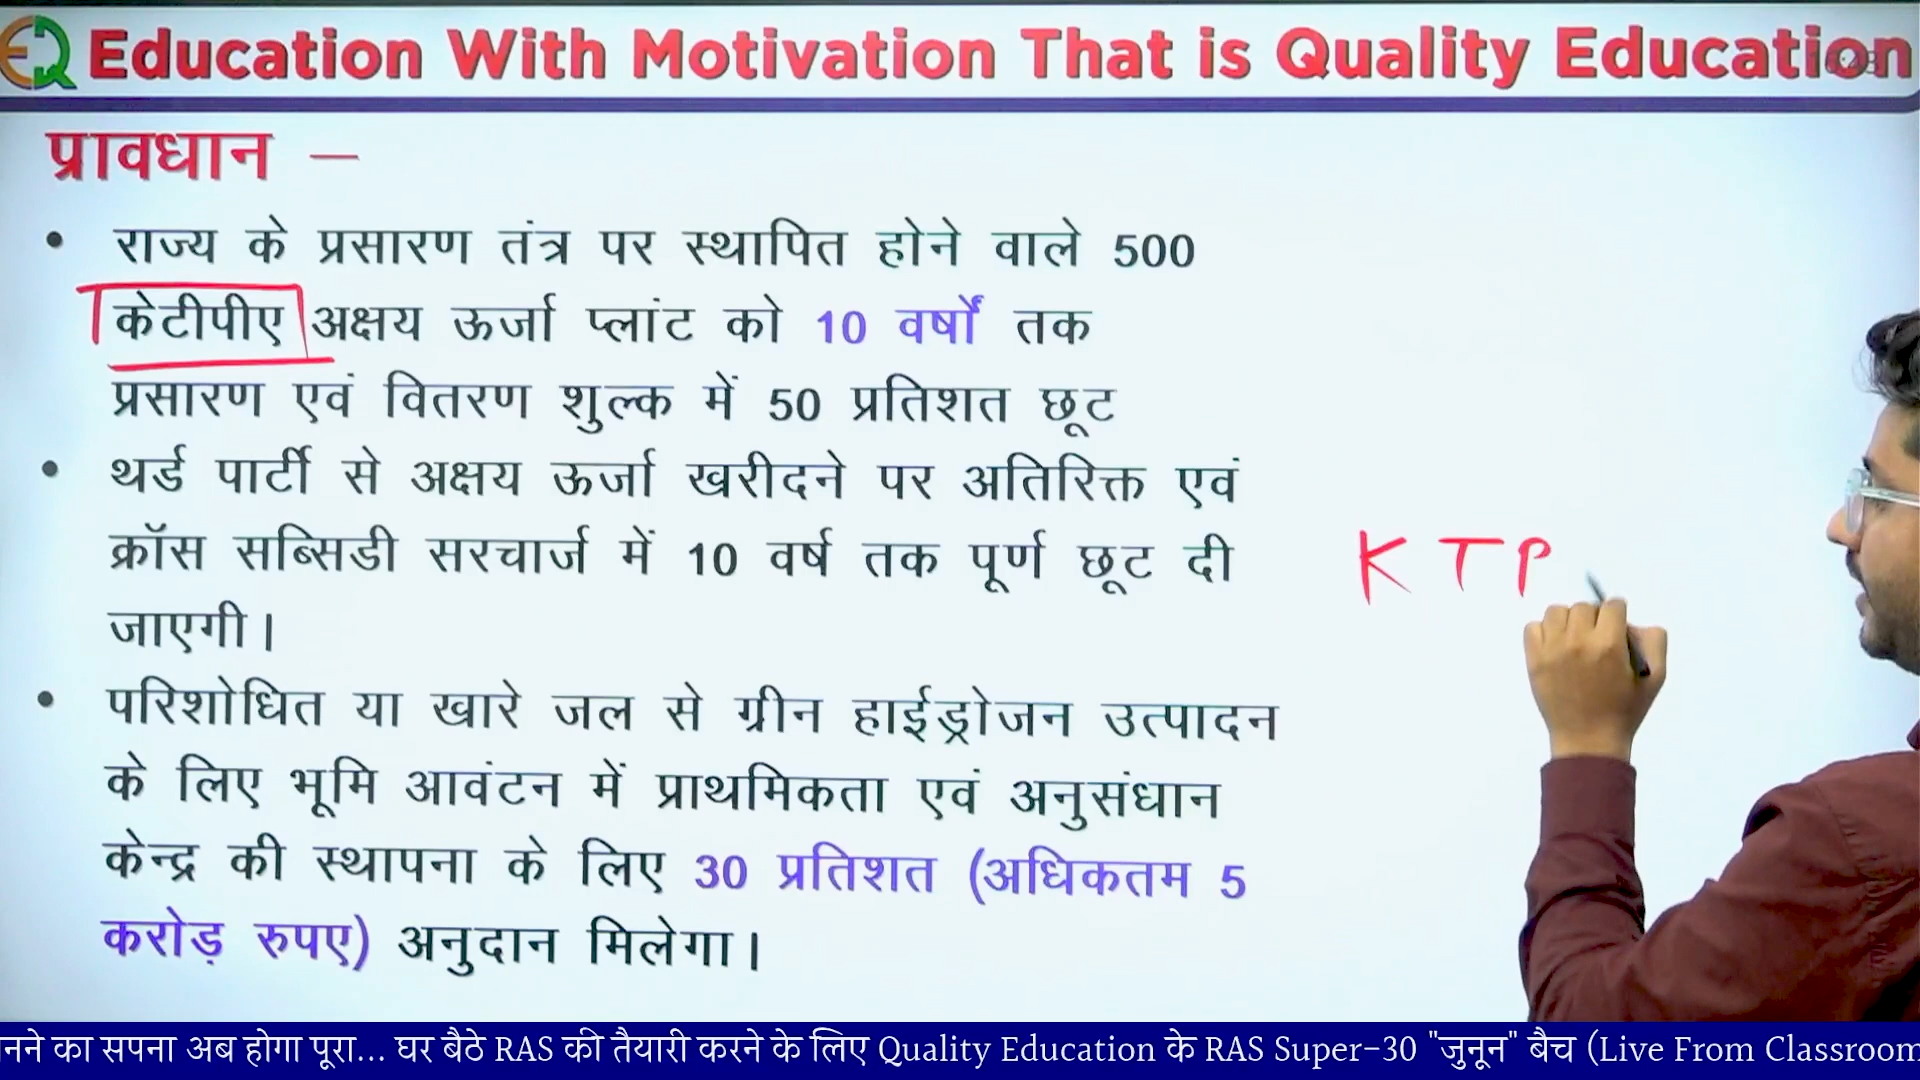 EQ Education With Motivation That is Quality Education
प्रावधान –
• राज्य के प्रसारण तंत्र पर स्थापित होने वाले 500
केटीपीए अक्षय ऊर्जा प्लांट को 10 वर्षों तक
प्रसारण एवं वितरण शुल्क में 50 प्रतिशत छूट
• थर्ड पार्टी से अक्षय ऊर्जा खरीदने पर अतिरिक्त एवं
क्रॉस सब्सिडी सरचार्ज में 10 वर्ष तक पूर्ण छूट दी
जाएगी।
K T P
• परिशोधित या खारे जल से ग्रीन हाईड्रोजन उत्पादन
के लिए भूमि आवंटन में प्राथमिकता एवं अनुसंधान
केन्द्र की स्थापना के लिए 30 प्रतिशत (अधिकतम 5
करोड़ रुपए) अनुदान मिलेगा।
का सपना अब होगा पूरा... घर बैठे RAS की तैयारी करने के लिए Quality Education के RAS Super-30 "जुनून" बैच (Live From Classroom